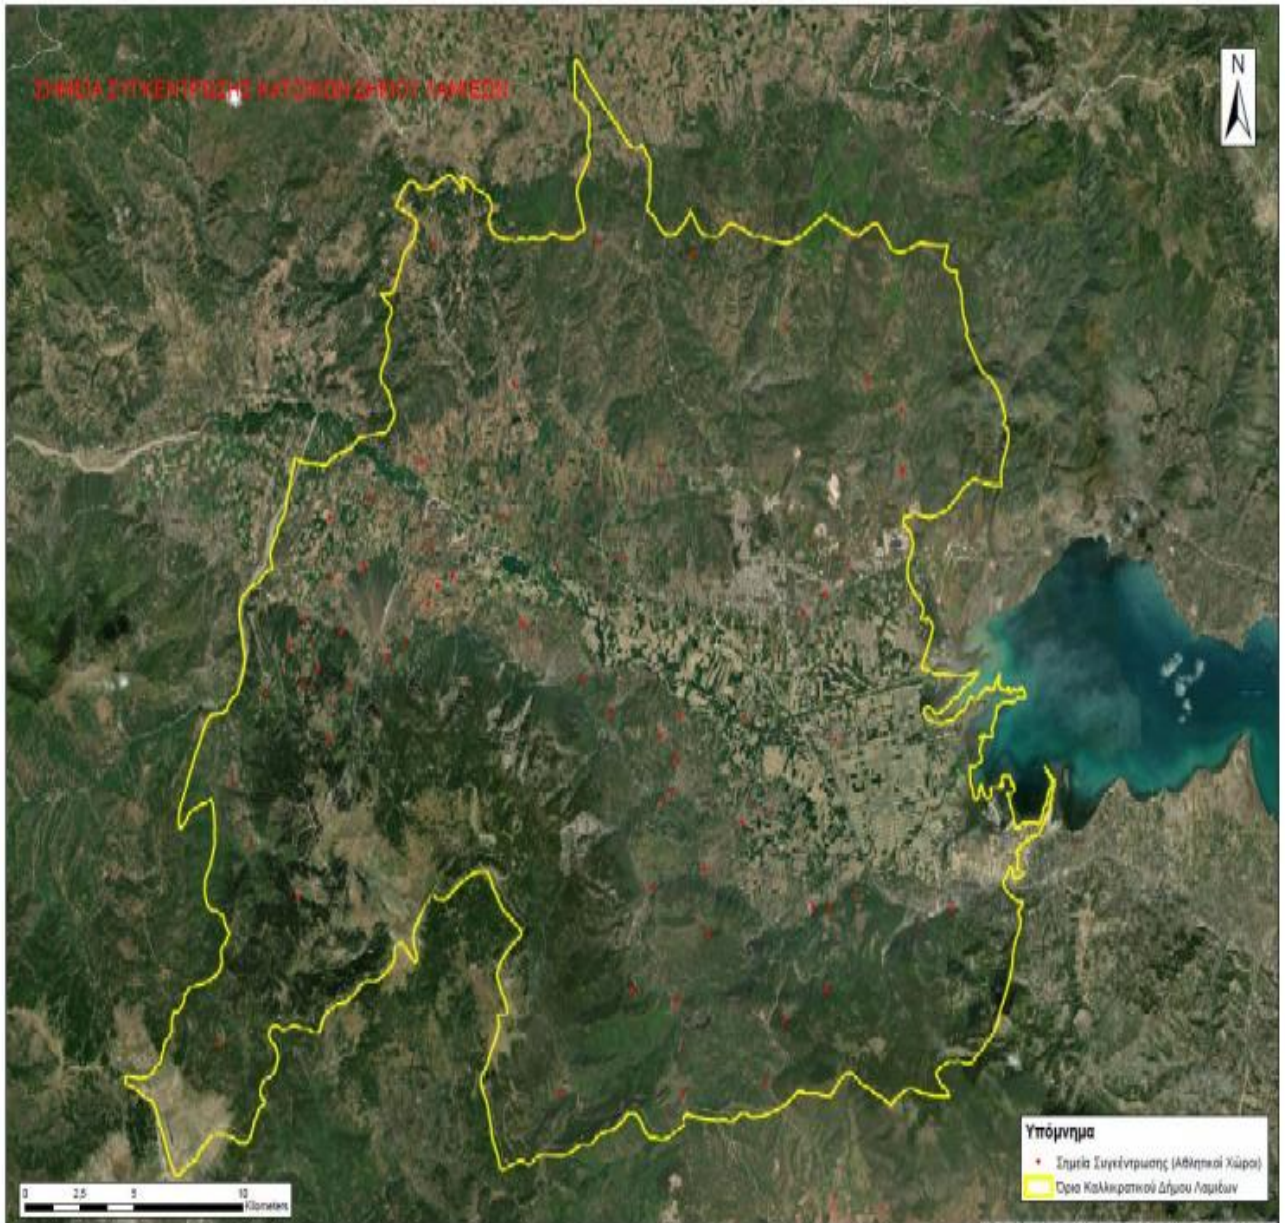 ΣΗΜΕΙΑ ΣΥΓΚΕΝΤΡΩΣΗΣ ΚΑΤΟΙΚΩΝ ΔΗΜΟΥ ΛΑΜΙΕΩΝ
N
Υπόμνημα
Σημεία Συγκέντρωσης (Αθλητικοί Χώροι)
Όρια Καλλικρατικού Δήμου Λαμιέων
0 2,5 5 10
Kilometers